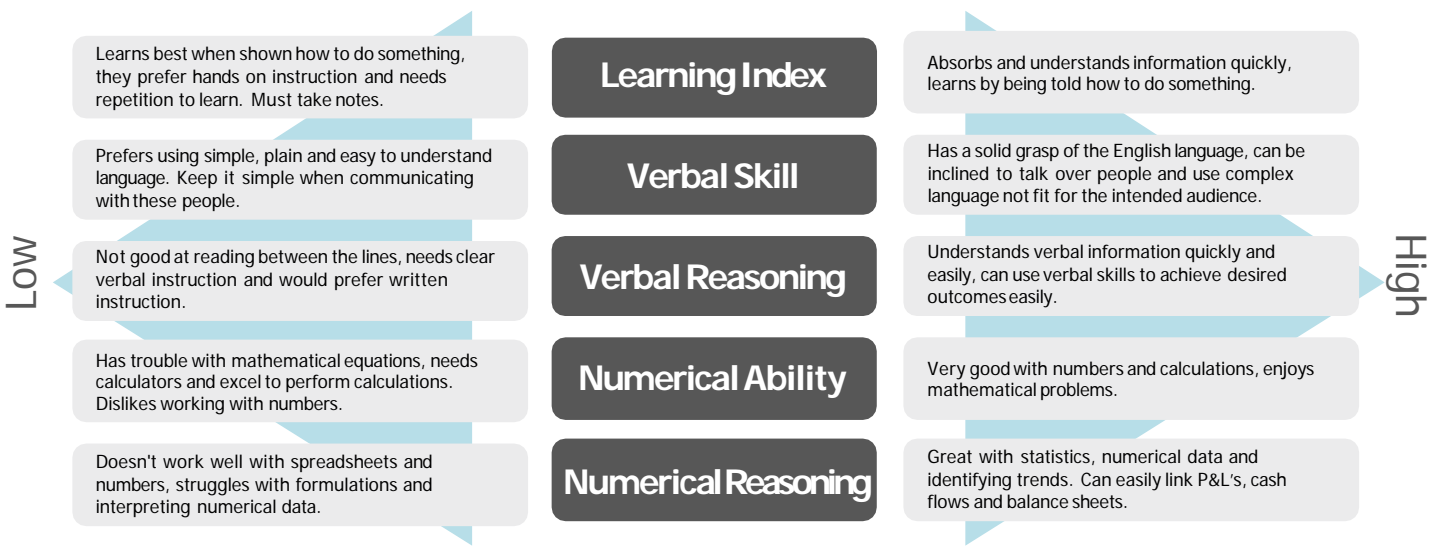 Low
Learns best when shown how to do something,
they prefer hands on instruction and needs
repetition to learn. Must take notes.
Learning Index
Absorbs and understands information quickly,
learns by being told how to do something.
Prefers using simple, plain and easy to understand
language. Keep it simple when communicating
with these people.
Verbal Skill
Has a solid grasp of the English language, can be
inclined to talk over people and use complex
language not fit for the intended audience.
Not good at reading between the lines, needs clear
verbal instruction and would prefer written
instruction.
Verbal Reasoning
Understands verbal information quickly and
easily, can use verbal skills to achieve desired
outcomes easily.
Has trouble with mathematical equations, needs
calculators and excel to perform calculations.
Dislikes working with numbers.
Numerical Ability
Very good with numbers and calculations, enjoys
mathematical problems.
Doesn't work well with spreadsheets and
numbers, struggles with formulations and
interpreting numerical data.
Numerical Reasoning
Great with statistics, numerical data and
identifying trends. Can easily link P&L's, cash
flows and balance sheets.
High